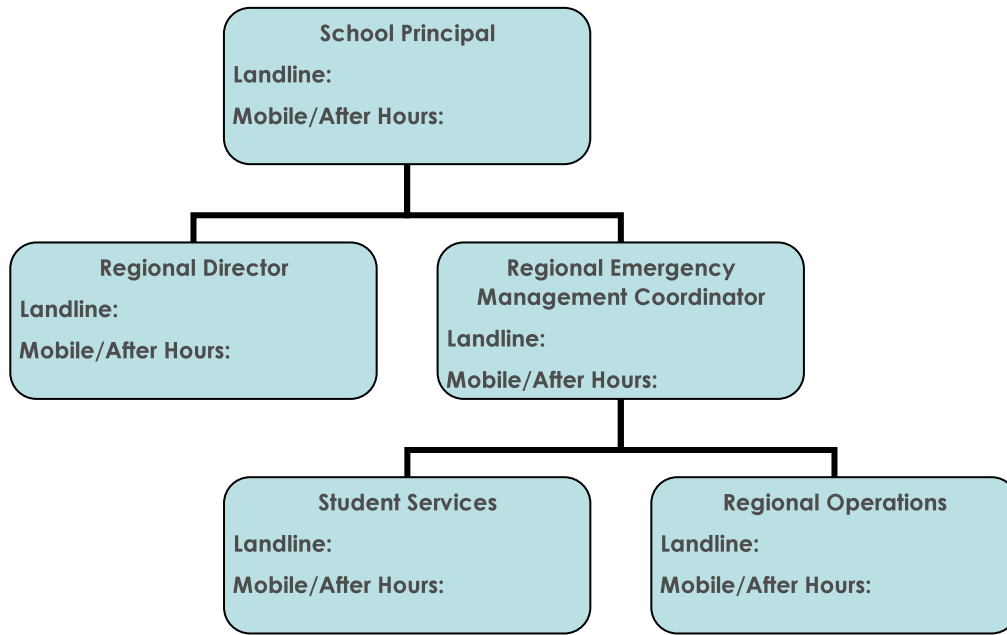 School Principal
Landline:
Mobile/After Hours:
Regional Director
Landline:
Mobile/After Hours:
Regional Emergency
Management Coordinator
Landline:
Mobile/After Hours:
Student Services
Landline:
Mobile/After Hours:
Regional Operations
Landline:
Mobile/After Hours: